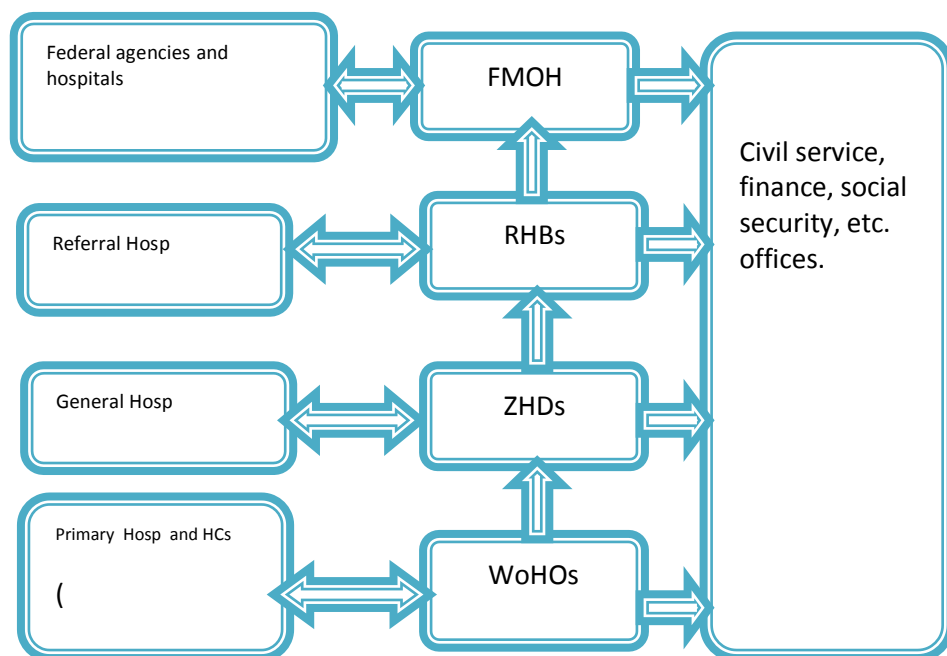 Federal agencies and
hospitals
FMOH
Civil service,
finance, social
security, etc.
offices.
Referral Hosp
RHBs
General Hosp
ZHDs
Primary Hosp and HCs
(
WoHOs